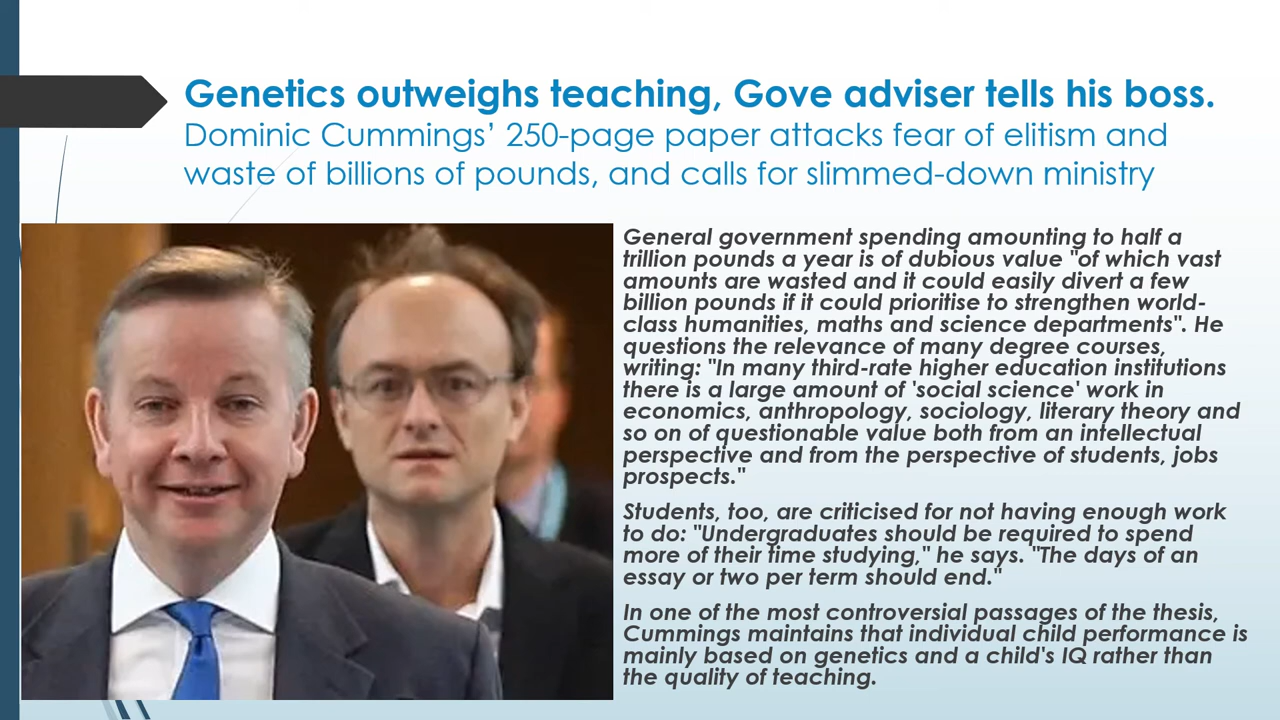 Genetics outweighs teaching, Gove adviser tells his boss.
Dominic Cummings’ 250-page paper attacks fear of elitism and
waste of billions of pounds, and calls for slimmed-down ministry
General government spending amounting to half a
trillion pounds a year is of dubious value "of which vast
amounts are wasted and it could easily divert a few
billion pounds if it could prioritise to strengthen world-
class humanities, maths and science departments". He
questions the relevance of many degree courses,
writing: "In many third-rate higher education institutions
there is a large amount of 'social science' work in
economics, anthropology, sociology, literary theory and
so on of questionable value both from an intellectual
perspective and from the perspective of students, jobs
prospects."
Students, too, are criticised for not having enough work
to do: "Undergraduates should be required to spend
more of their time studying," he says. "The days of an
essay or two per term should end."
In one of the most controversial passages of the thesis,
Cummings maintains that individual child performance is
mainly based on genetics and a child's IQ rather than
the quality of teaching.